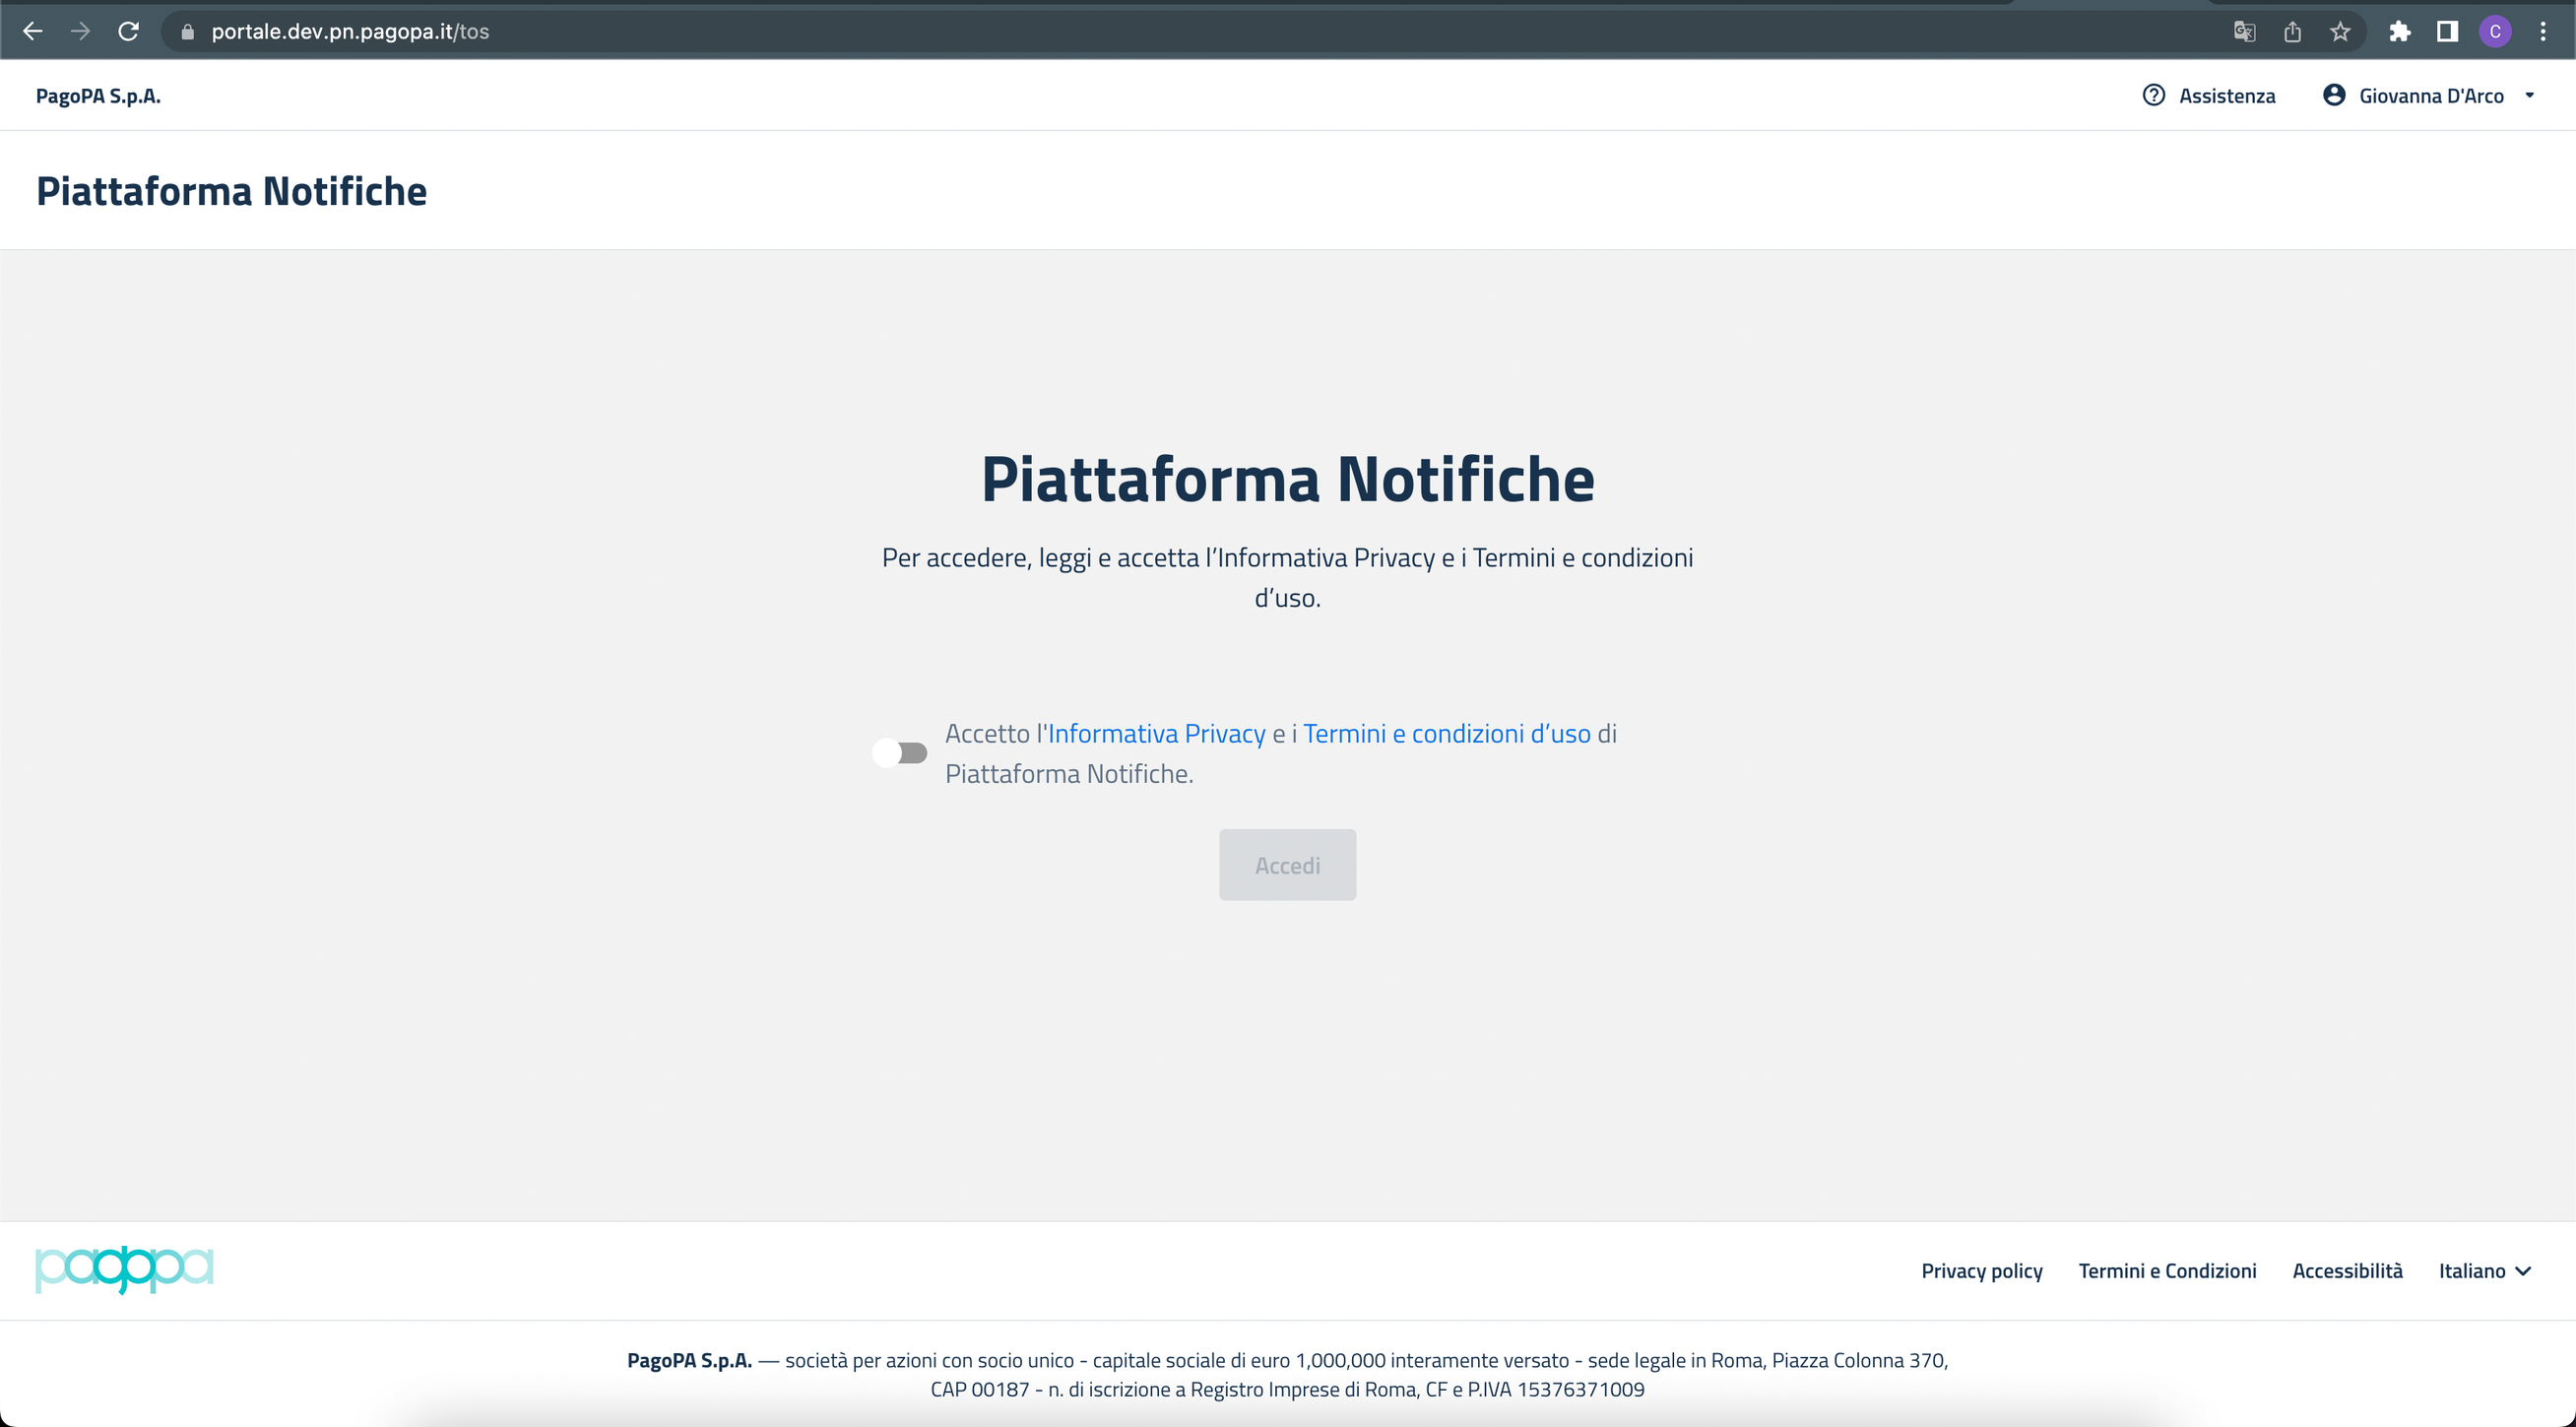 portale.dev.pn.pagopa.it/tos
C
PagoPA S.p.A.
Assistenza
Giovanna D'Arco
Piattaforma Notifiche
Piattaforma Notifiche
Per accedere, leggi e accetta l’Informativa Privacy e i Termini e condizioni
d’uso.
Accetto l'Informativa Privacy e i Termini e condizioni d’uso di
Piattaforma Notifiche.
Accedi
pagopa
Privacy policy
Termini e Condizioni
Accessibilità
Italiano
PagoPA S.p.A. — società per azioni con socio unico - capitale sociale di euro 1,000,000 interamente versato - sede legale in Roma, Piazza Colonna 370,
CAP 00187 - n. di iscrizione a Registro Imprese di Roma, CF e P.IVA 15376371009